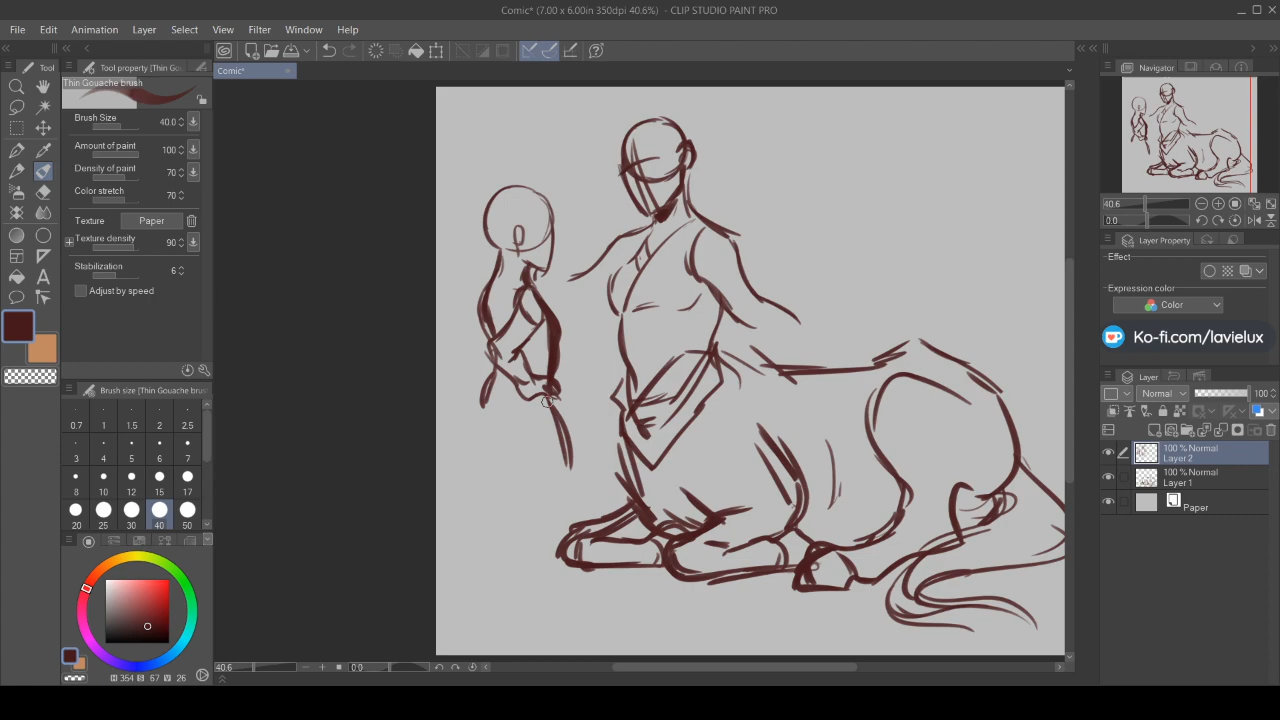 Comic* (7.00 x 6.00in 350dpi 40.6%) - CLIP STUDIO PAINT PRO
File Edit Animation Layer Select View Filter Window Help
Tool
Tool property [Thin Go...
Comic*
Navigator
Thin Gouache brush
Brush Size 40.0
Amount of paint 100
Density of paint 70
Color stretch 70
Texture Paper
Texture density 90
Stabilization 6
Adjust by speed
40.6
0.0
Layer Property
Effect
Expression color
Color
Ko-fi.com/lavielux
Layer
Brush size [Thin Gouache brus
Normal 100
0.7 1 1.5 2 2.5
3 4 5 6 7
8 10 12 15 17
20 25 30 40 50
100 % Normal
Layer 2
100 % Normal
Layer 1
Paper
40.6 0.0
H 354 S 67 V 26